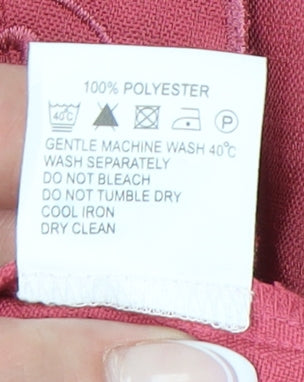 100% POLYESTER
40°C P
GENTLE MACHINE WASH 40°C
WASH SEPARATELY
DO NOT BLEACH
DO NOT TUMBLE DRY
COOL IRON
DRY CLEAN